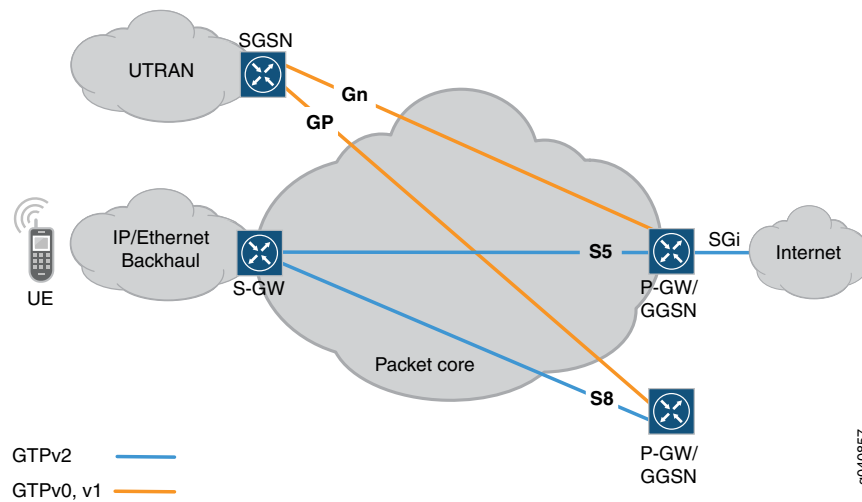 SGSN
UTRAN
Gn
GP
IP/Ethernet
Backhaul
S-GW
UE
S5
SGi
Internet
P-GW/
GGSN
Packet core
S8
P-GW/
GGSN
GTPv2
GTPv0, v1
g040857